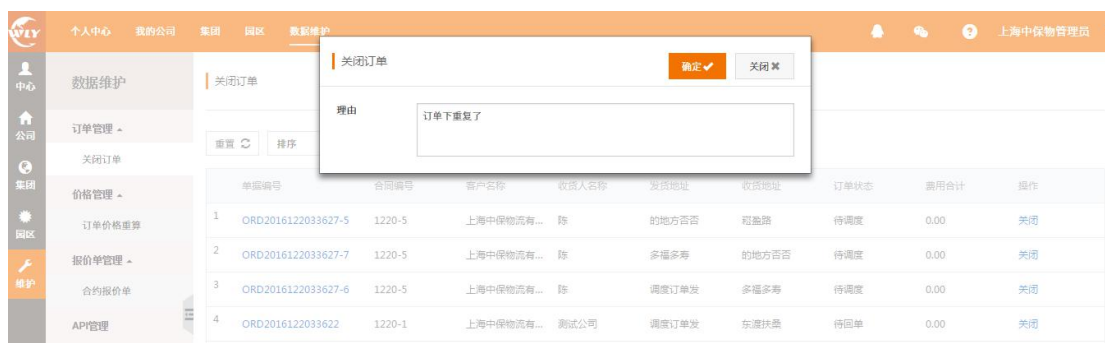 WLY 个人中心 我的公司 集团 园区 数据维护 上海中保物管理员
关闭订单 确定 关闭
理由 订单下重复了
中心
公司
集团
园区
维护
数据维护
订单管理
关闭订单
价格管理
订单价格重算
报价单管理
合约报价单
API管理
关闭订单
重置 排序
单据编号 合同编号 客户名称 收货人名称 发货地址 收货地址 订单状态 费用合计 操作
1 ORD2016122033627-5 1220-5 上海中保物流有... 陈 的地方否否 稻盈路 待调度 0.00 关闭
2 ORD2016122033627-7 1220-5 上海中保物流有... 陈 多福多寿 的地方否否 待调度 0.00 关闭
3 ORD2016122033627-6 1220-5 上海中保物流有... 陈 调度订单发 多福多寿 待调度 0.00 关闭
4 ORD2016122033622 1220-1 上海中保物流有... 测试公司 调度订单发 东渡扶桑 待回单 0.00 关闭